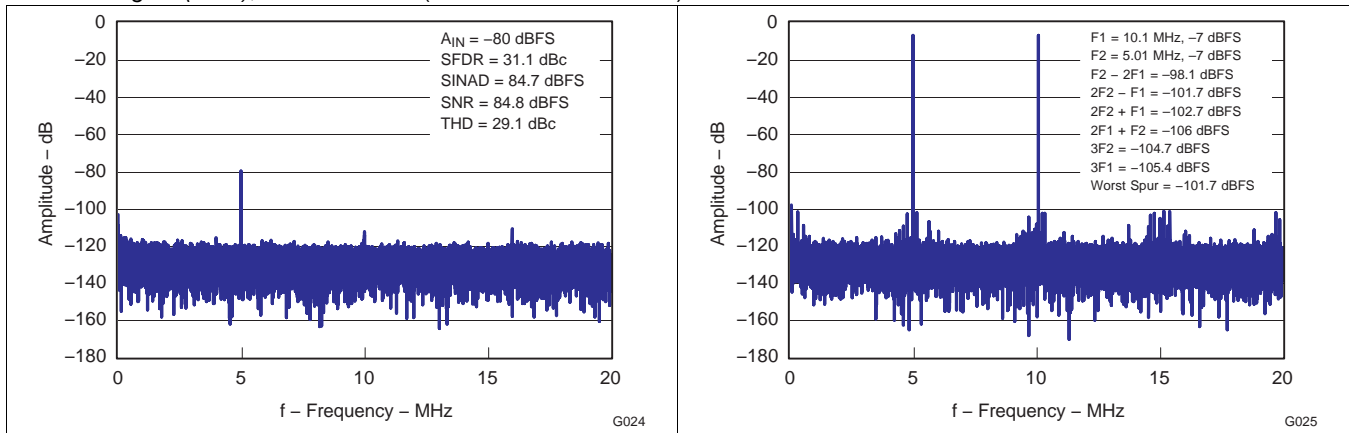 0
−20
−40
−60
−80
−100
−120
−140
−160
−180
Amplitude − dB
A_IN = −80 dBFS
SFDR = 31.1 dBc
SINAD = 84.7 dBFS
SNR = 84.8 dBFS
THD = 29.1 dBc
0
5
10
15
20
f − Frequency − MHz
G024
0
−20
−40
−60
−80
−100
−120
−140
−160
−180
Amplitude − dB
F1 = 10.1 MHz, −7 dBFS
F2 = 5.01 MHz, −7 dBFS
F2 − 2F1 = −98.1 dBFS
2F2 − F1 = −101.7 dBFS
2F2 + F1 = −102.7 dBFS
2F1 + F2 = −106 dBFS
3F2 = −104.7 dBFS
3F1 = −105.4 dBFS
Worst Spur = −101.7 dBFS
0
5
10
15
20
f − Frequency − MHz
G025